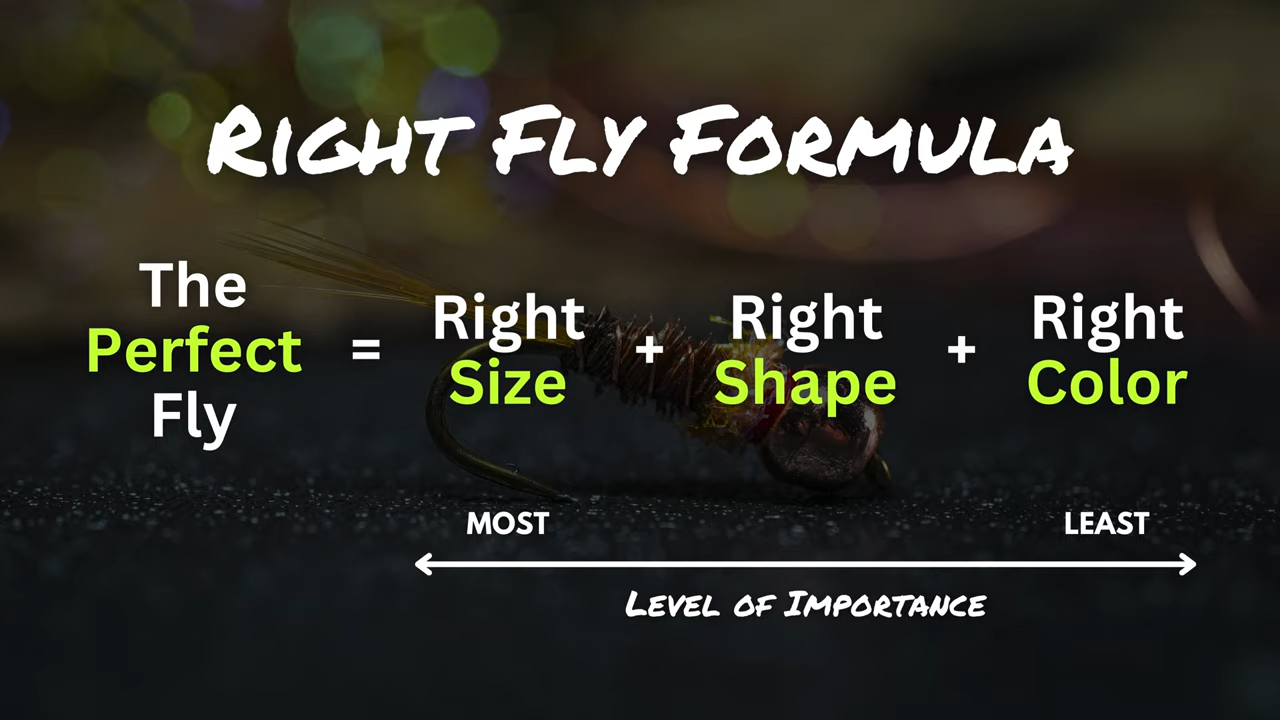 Right Fly Formula
The
Perfect
Fly
=
Right
Size
+
Right
Shape
+
Right
Color
MOST
LEAST
Level of Importance